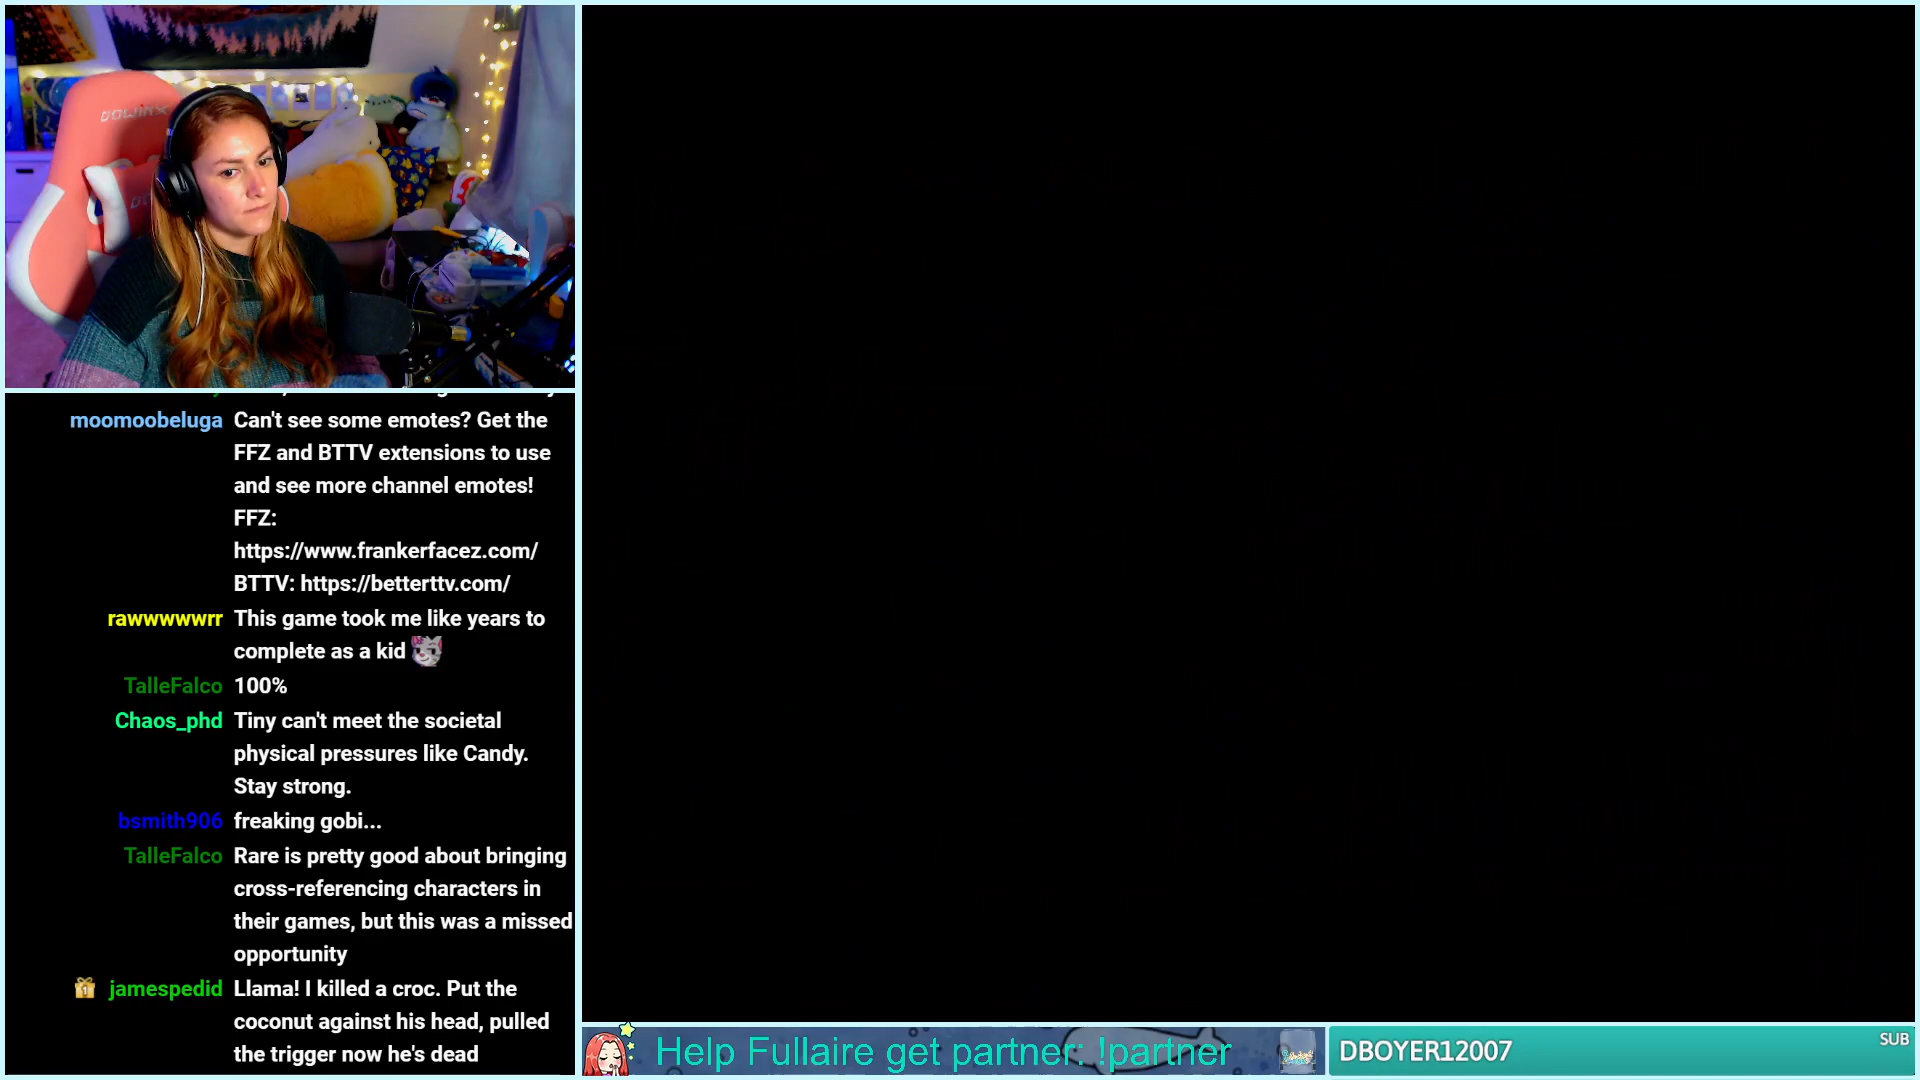 moomoobeluga Can't see some emotes? Get the
FFZ and BTTV extensions to use
and see more channel emotes!
FFZ:
https://www.frankerfacez.com/
BTTV: https://betterttv.com/
rawwwwwrr This game took me like years to
complete as a kid
TalleFalco 100%
Chaos_phd Tiny can't meet the societal
physical pressures like Candy.
Stay strong.
bsmith906 freaking gobi...
TalleFalco Rare is pretty good about bringing
cross-referencing characters in
their games, but this was a missed
opportunity
jamespedid Llama! I killed a croc. Put the
coconut against his head, pulled
the trigger now he's dead
Help Fullaire get partner: !partner
DBOYER12007
SUB